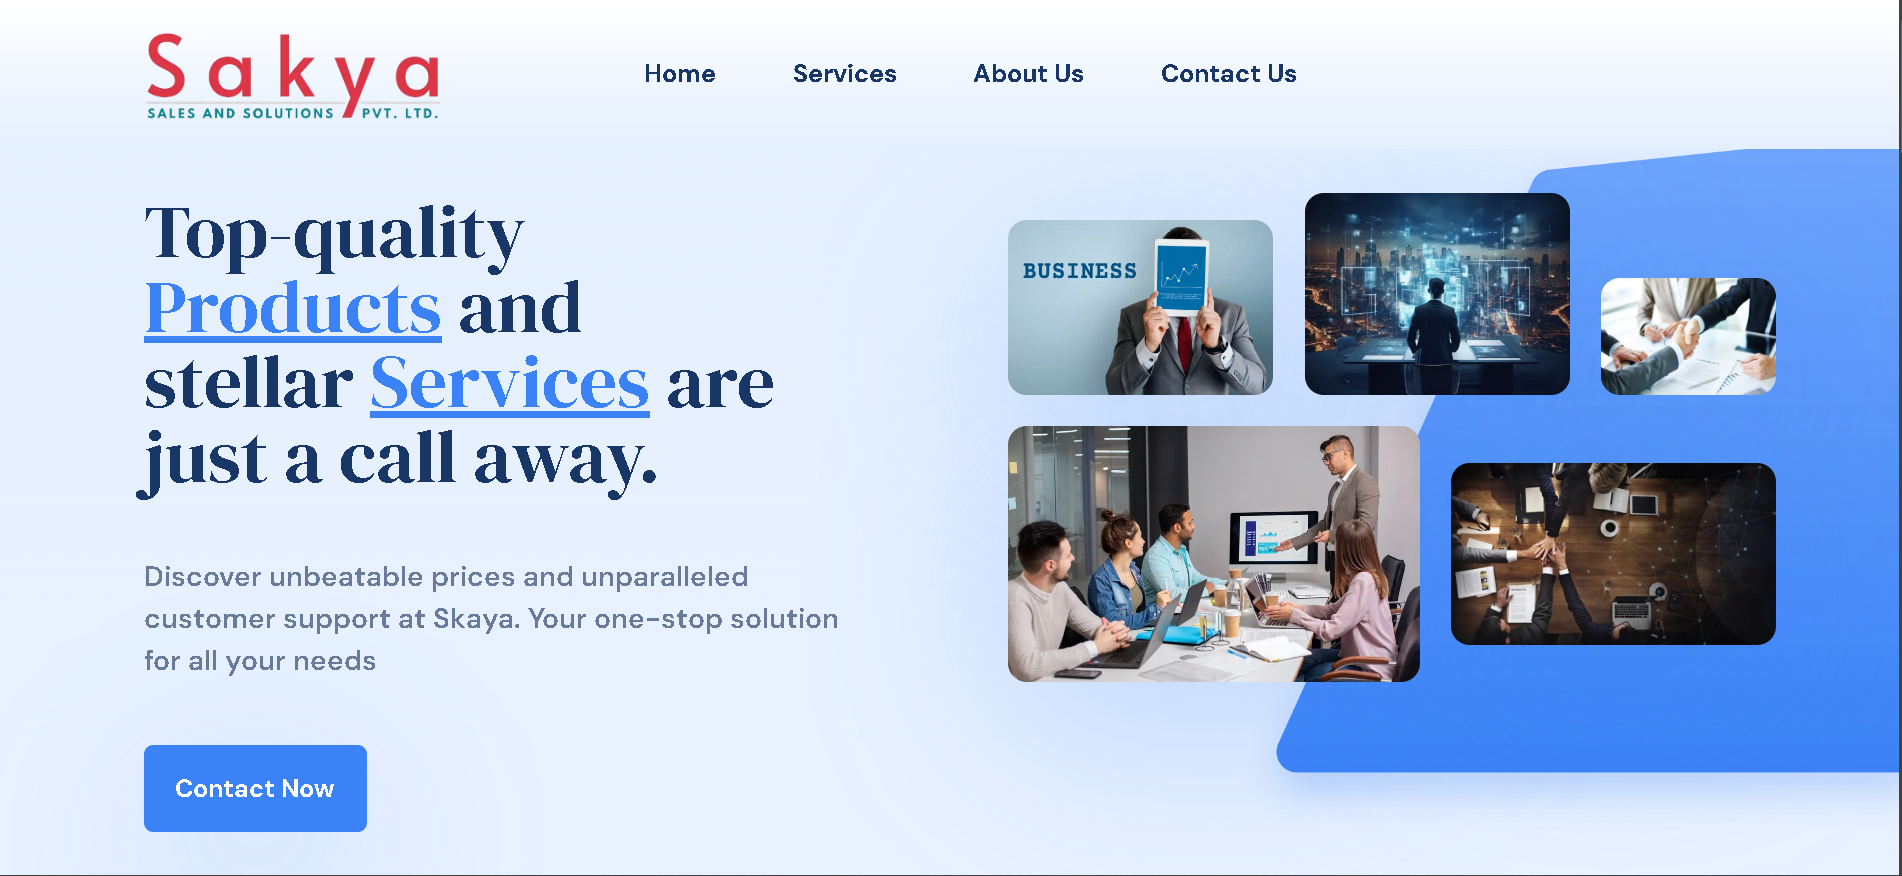 Sakya
SALES AND SOLUTIONS PVT. LTD.
Home Services About Us Contact Us
Top-quality
Products and
stellar Services are
just a call away.
Discover unbeatable prices and unparalleled
customer support at Skaya. Your one-stop solution
for all your needs
Contact Now
BUSINESS